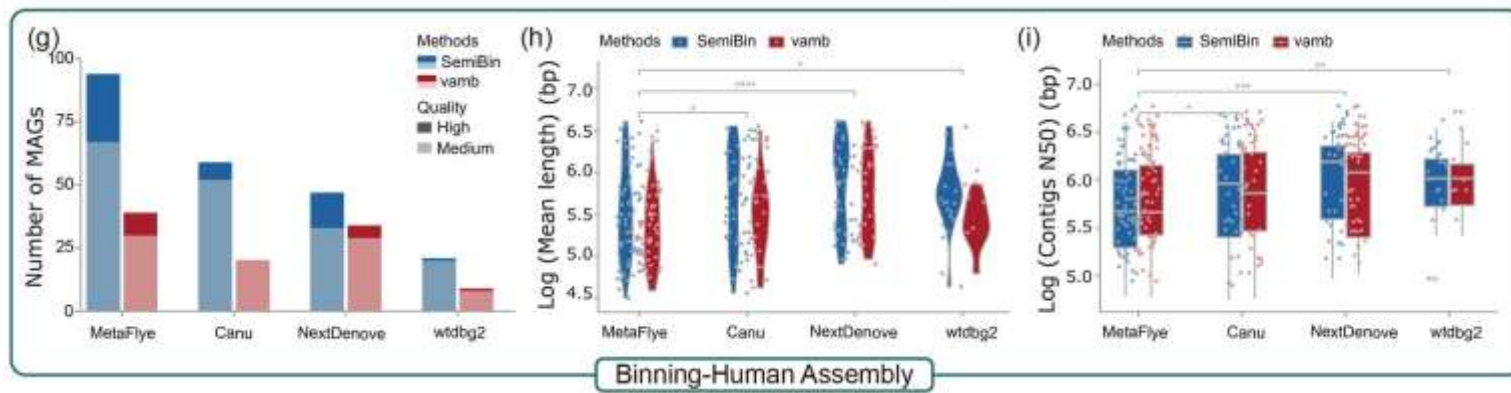 (g)
Methods
SemiBin
vamb
Quality
High
Medium
Number of MAGs
100
75
50
25
0
MetaFlye
Canu
NextDenove
wtdbg2
(h)
Methods SemiBin vamb
Log (Mean length) (bp)
7.0
6.5
6.0
5.5
5.0
4.5
*
****
*
MetaFlye
Canu
NextDenove
wtdbg2
(i)
Methods SemiBin vamb
Log (Contigs N50) (bp)
7.0
6.5
6.0
5.5
5.0
**
***
*
MetaFlye
Canu
NextDenove
wtdbg2
Binning-Human Assembly